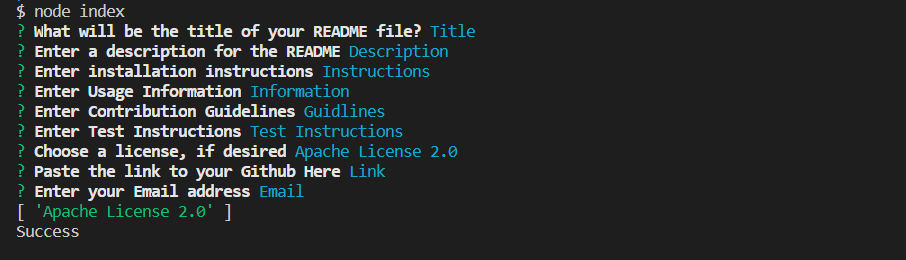 $ node index
? What will be the title of your README file? Title
? Enter a description for the README Description
? Enter installation instructions Instructions
? Enter Usage Information Information
? Enter Contribution Guidelines Guidlines
? Enter Test Instructions Test Instructions
? Choose a license, if desired Apache License 2.0
? Paste the link to your Github Here Link
? Enter your Email address Email
[ 'Apache License 2.0' ]
Success